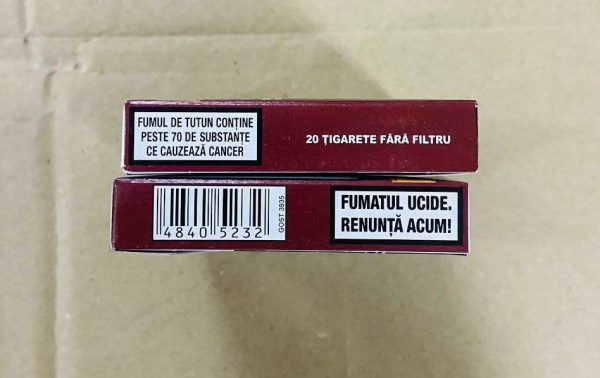 FUMUL DE TUTUN CONȚINE
PESTE 70 DE SUBSTANȚE
CE CAUZEAZĂ CANCER
20 ȚIGARETE FĂRĂ FILTRU
4840 5232
GOST 3935
FUMATUL UCIDE.
RENUNȚĂ ACUM!